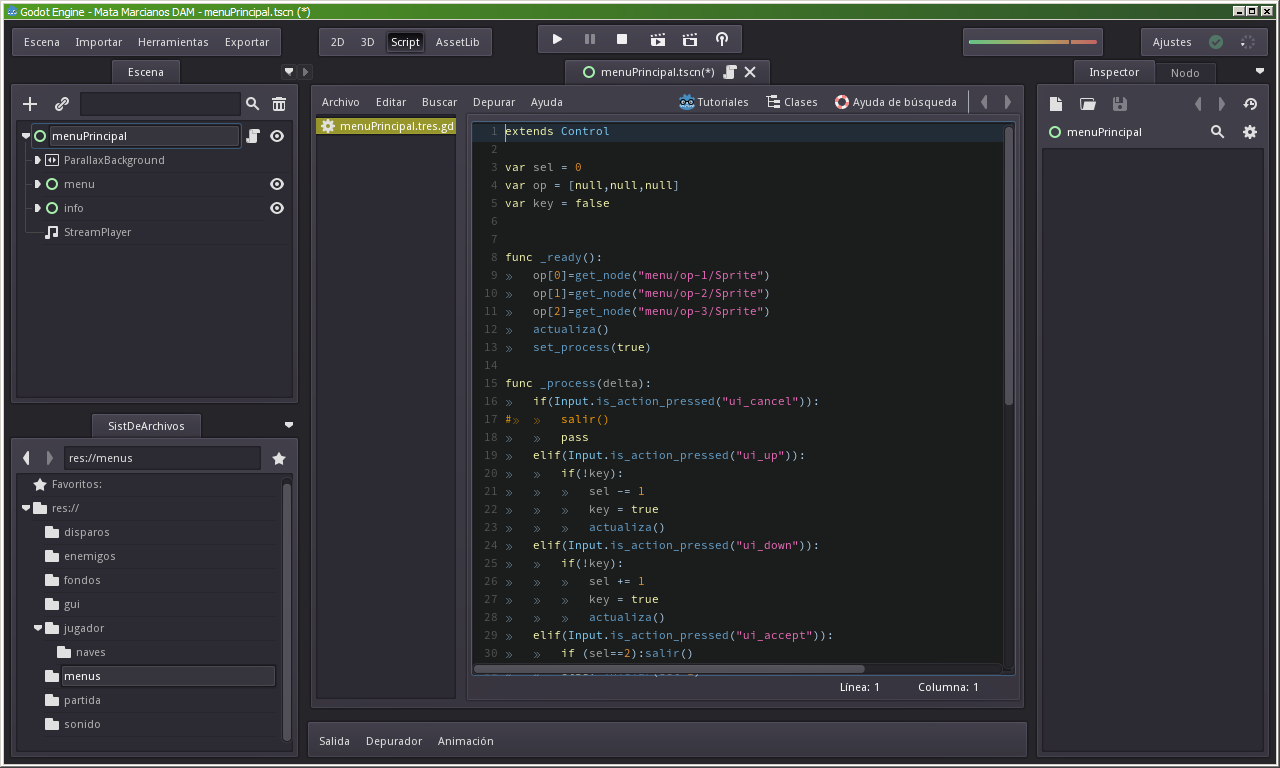 Godot Engine - Mata Marcianos DAM - menuPrincipal.tscn (*)
Escena Importar Herramientas Exportar 2D 3D Script AssetLib Ajustes
Escena menuPrincipal.tscn(*) Inspector Nodo
Archivo Editar Buscar Depurar Ayuda Tutoriales Clases Ayuda de búsqueda
menuPrincipal
ParallaxBackground
menu
info
StreamPlayer
SistDeArchivos
res://menus
Favoritos:
res://
disparos
enemigos
fondos
gui
jugador
naves
menus
partida
sonido
menuPrincipal.tres.gd
1 extends Control
2
3 var sel = 0
4 var op = [null,null,null]
5 var key = false
6
7
8 func _ready():
9 » op[0]=get_node("menu/op-1/Sprite")
10 » op[1]=get_node("menu/op-2/Sprite")
11 » op[2]=get_node("menu/op-3/Sprite")
12 » actualiza()
13 » set_process(true)
14
15 func _process(delta):
16 » if(Input.is_action_pressed("ui_cancel")):
17 #» » salir()
18 » » pass
19 » elif(Input.is_action_pressed("ui_up")):
20 » » if(!key):
21 » » » sel -= 1
22 » » » key = true
23 » » » actualiza()
24 » elif(Input.is_action_pressed("ui_down")):
25 » » if(!key):
26 » » » sel += 1
27 » » » key = true
28 » » » actualiza()
29 » elif(Input.is_action_pressed("ui_accept")):
30 » » if (sel==2):salir()
Línea: 1 Columna: 1
menuPrincipal
Salida Depurador Animación